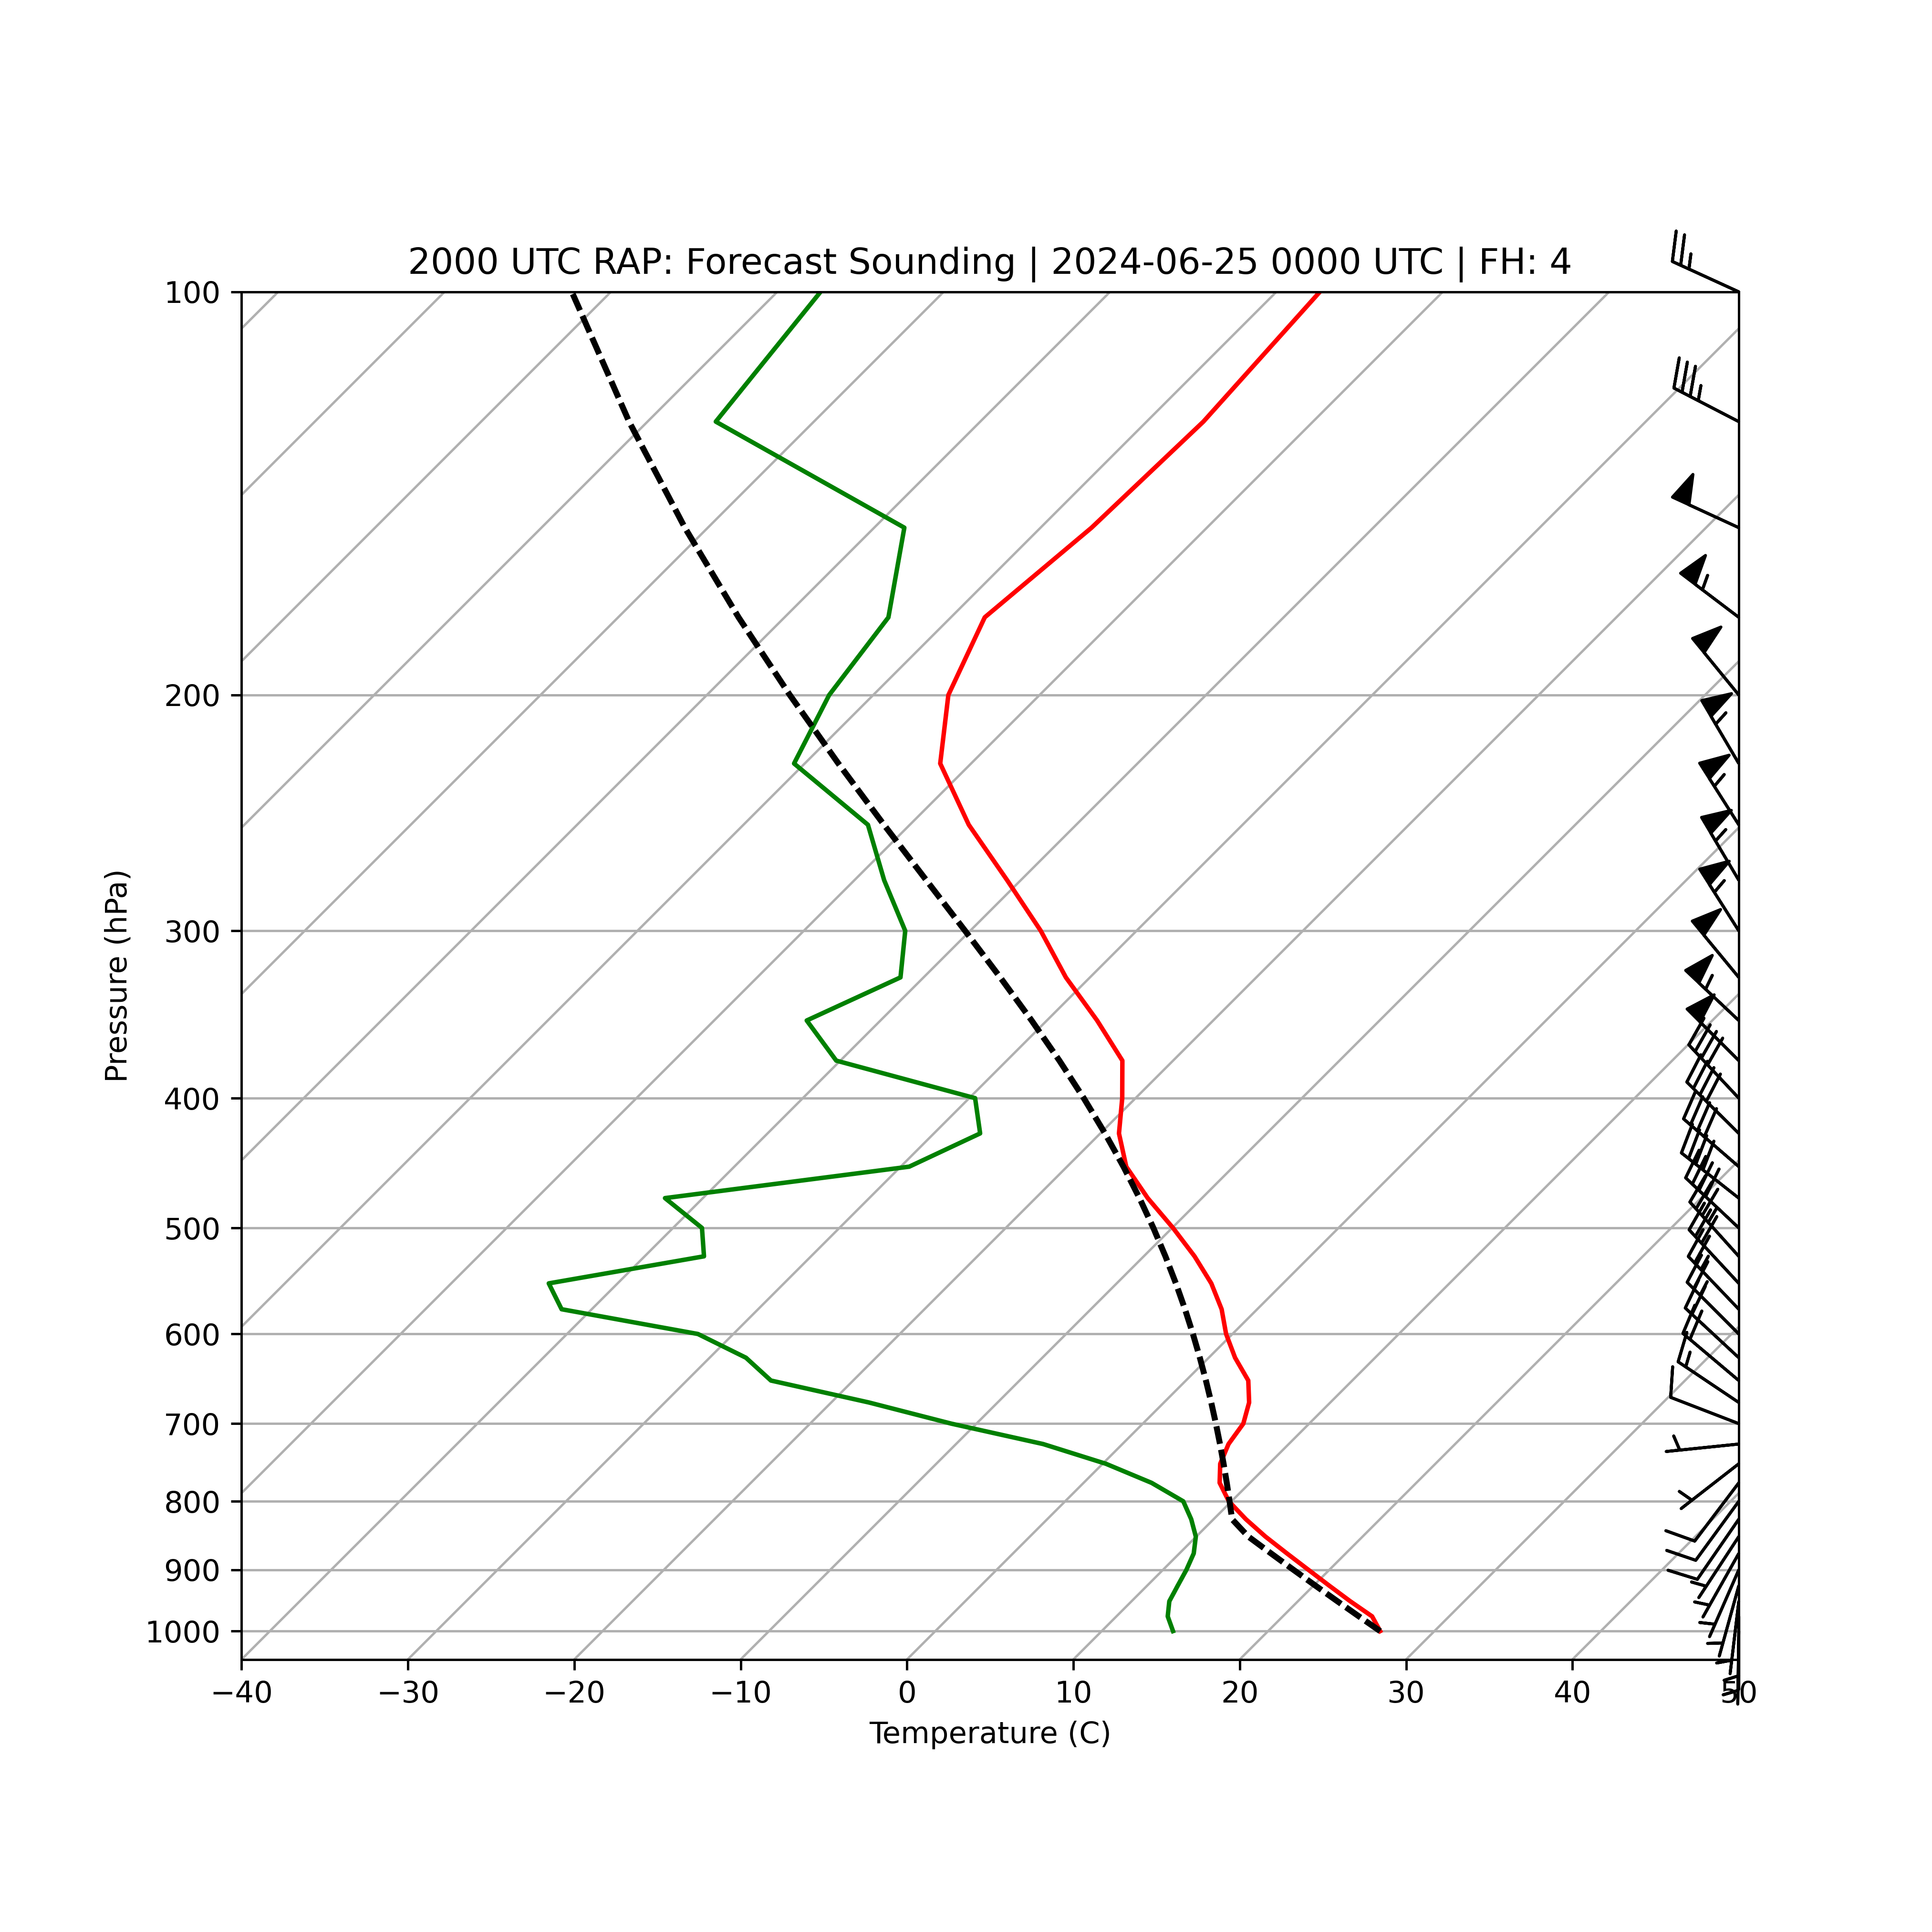 2000 UTC RAP: Forecast Sounding | 2024-06-25 0000 UTC | FH: 4
100
200
300
400
500
600
700
800
900
1000
Pressure (hPa)
−40 −30 −20 −10 0 10 20 30 40 50
Temperature (C)